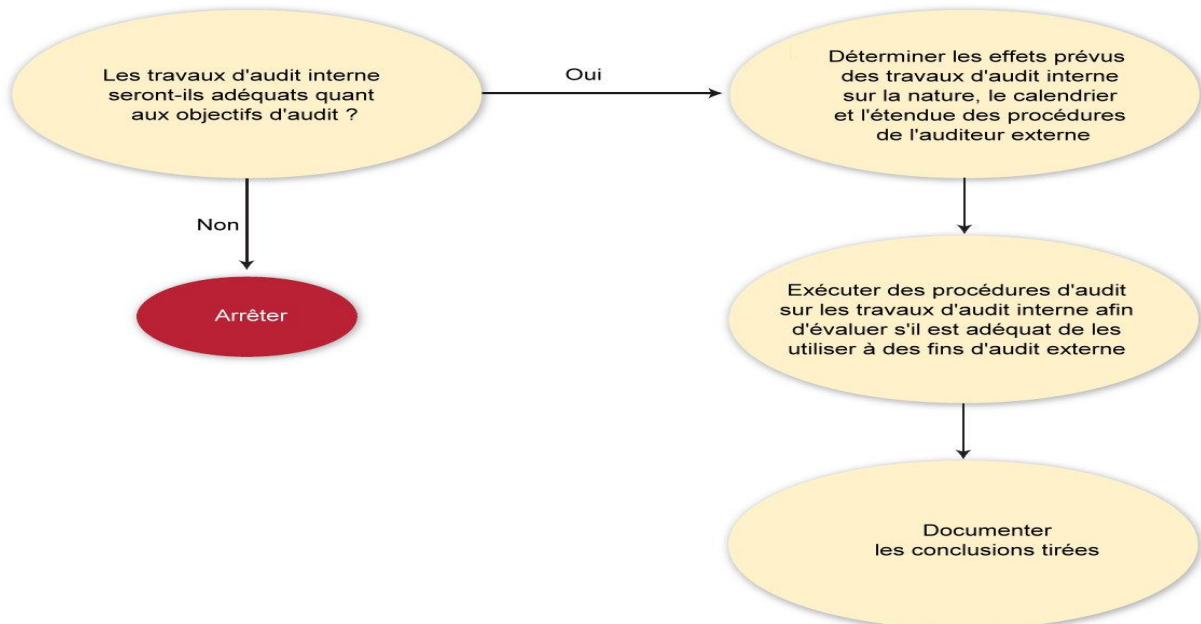 Les travaux d'audit interne
seront-ils adéquats quant
aux objectifs d'audit ?
Oui
Déterminer les effets prévus
des travaux d'audit interne
sur la nature, le calendrier
et l'étendue des procédures
de l'auditeur externe
Non
Arrêter
Exécuter des procédures d'audit
sur les travaux d'audit interne afin
d'évaluer s'il est adéquat de les
utiliser à des fins d'audit externe
Documenter
les conclusions tirées